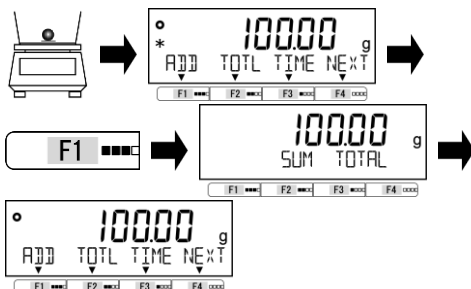 * 100.00 g
ADD TOTL TIME NEXT
F1 F2 F3 F4
F1
100.00 g
SUM TOTAL
F1 F2 F3 F4
100.00 g
ADD TOTL TIME NEXT
F1 F2 F3 F4